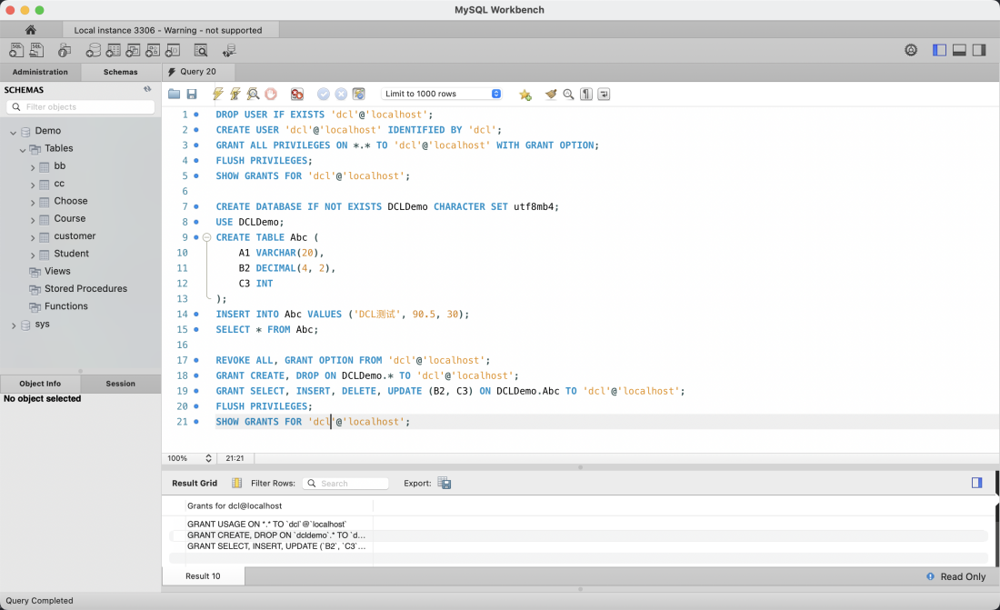 MySQL Workbench
Local instance 3306 - Warning - not supported
SQL
SQL
Administration
Schemas
Query 20
SCHEMAS
Filter objects
Limit to 1000 rows
Demo
Tables
bb
cc
Choose
Course
customer
Student
Views
Stored Procedures
Functions
sys
Object Info
Session
No object selected
1 DROP USER IF EXISTS 'dcl'@'localhost';
2 CREATE USER 'dcl'@'localhost' IDENTIFIED BY 'dcl';
3 GRANT ALL PRIVILEGES ON *.* TO 'dcl'@'localhost' WITH GRANT OPTION;
4 FLUSH PRIVILEGES;
5 SHOW GRANTS FOR 'dcl'@'localhost';
6
7 CREATE DATABASE IF NOT EXISTS DCLDemo CHARACTER SET utf8mb4;
8 USE DCLDemo;
9 CREATE TABLE Abc (
10 A1 VARCHAR(20),
11 B2 DECIMAL(4, 2),
12 C3 INT
13 );
14 INSERT INTO Abc VALUES ('DCL测试', 90.5, 30);
15 SELECT * FROM Abc;
16
17 REVOKE ALL, GRANT OPTION FROM 'dcl'@'localhost';
18 GRANT CREATE, DROP ON DCLDemo.* TO 'dcl'@'localhost';
19 GRANT SELECT, INSERT, DELETE, UPDATE (B2, C3) ON DCLDemo.Abc TO 'dcl'@'localhost';
20 FLUSH PRIVILEGES;
21 SHOW GRANTS FOR 'dcl'@'localhost';
100%
21:21
Result Grid
Filter Rows:
Search
Export:
Grants for dcl@localhost
GRANT USAGE ON *.* TO `dcl`@`localhost`
GRANT CREATE, DROP ON `dcldemo`.* TO `d...
GRANT SELECT, INSERT, UPDATE (`B2`, `C3`...
Result 10
Read Only
Query Completed